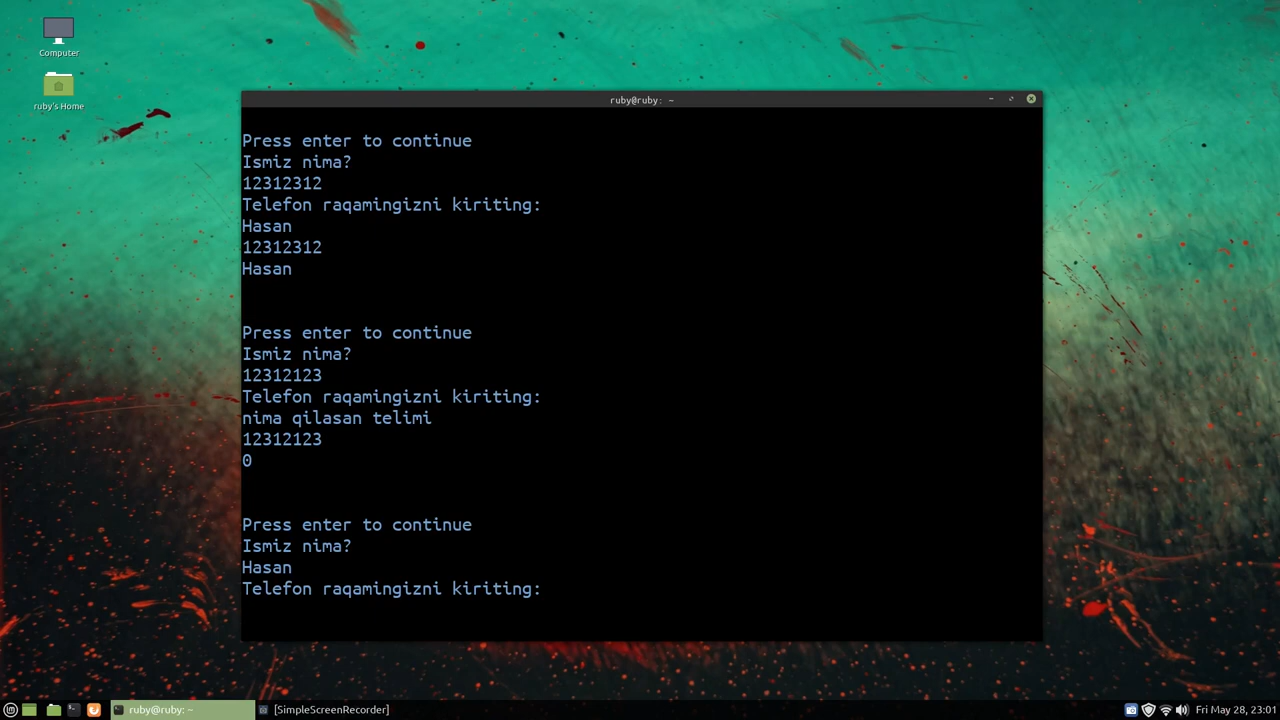 Computer
ruby's Home
ruby@ruby: ~
Press enter to continue
Ismiz nima?
12312312
Telefon raqamingizni kiriting:
Hasan
12312312
Hasan
Press enter to continue
Ismiz nima?
12312123
Telefon raqamingizni kiriting:
nima qilasan telimi
12312123
0
Press enter to continue
Ismiz nima?
Hasan
Telefon raqamingizni kiriting:
ruby@ruby: ~
[SimpleScreenRecorder]
Fri May 28, 23:01